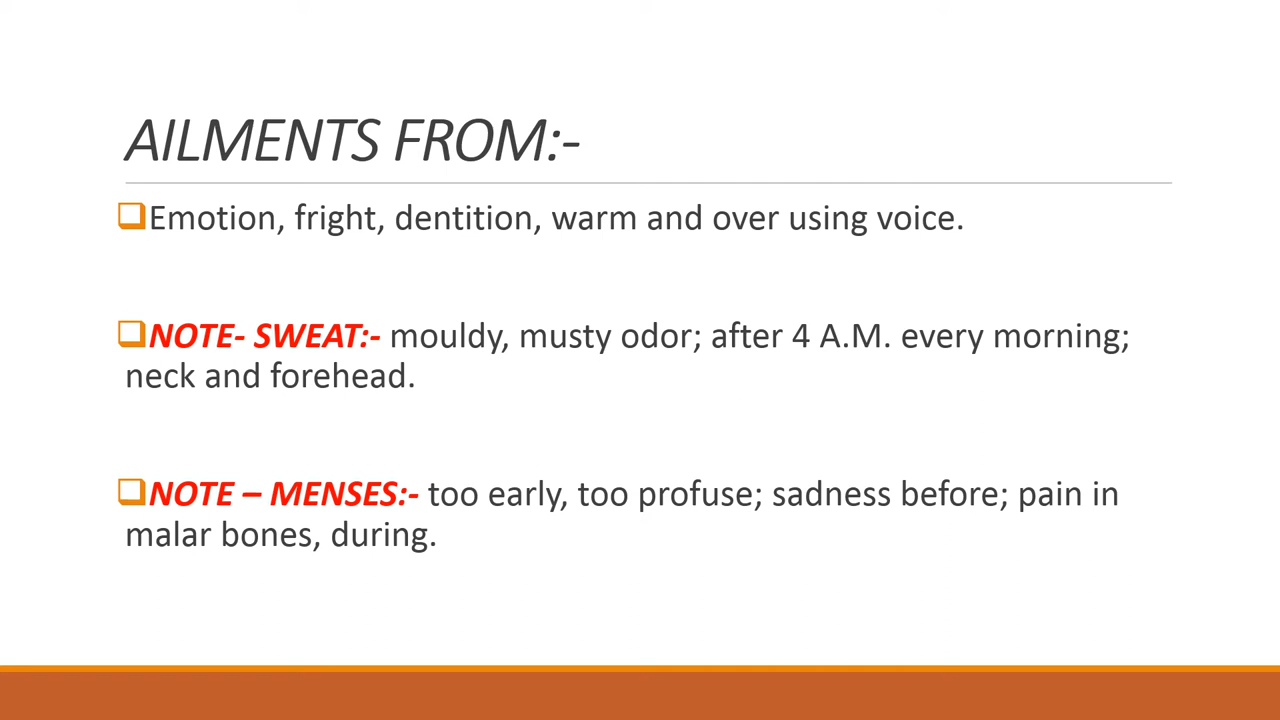 AILMENTS FROM:-
Emotion, fright, dentition, warm and over using voice.
NOTE- SWEAT:- mouldy, musty odor; after 4 A.M. every morning;
neck and forehead.
NOTE – MENSES:- too early, too profuse; sadness before; pain in
malar bones, during.